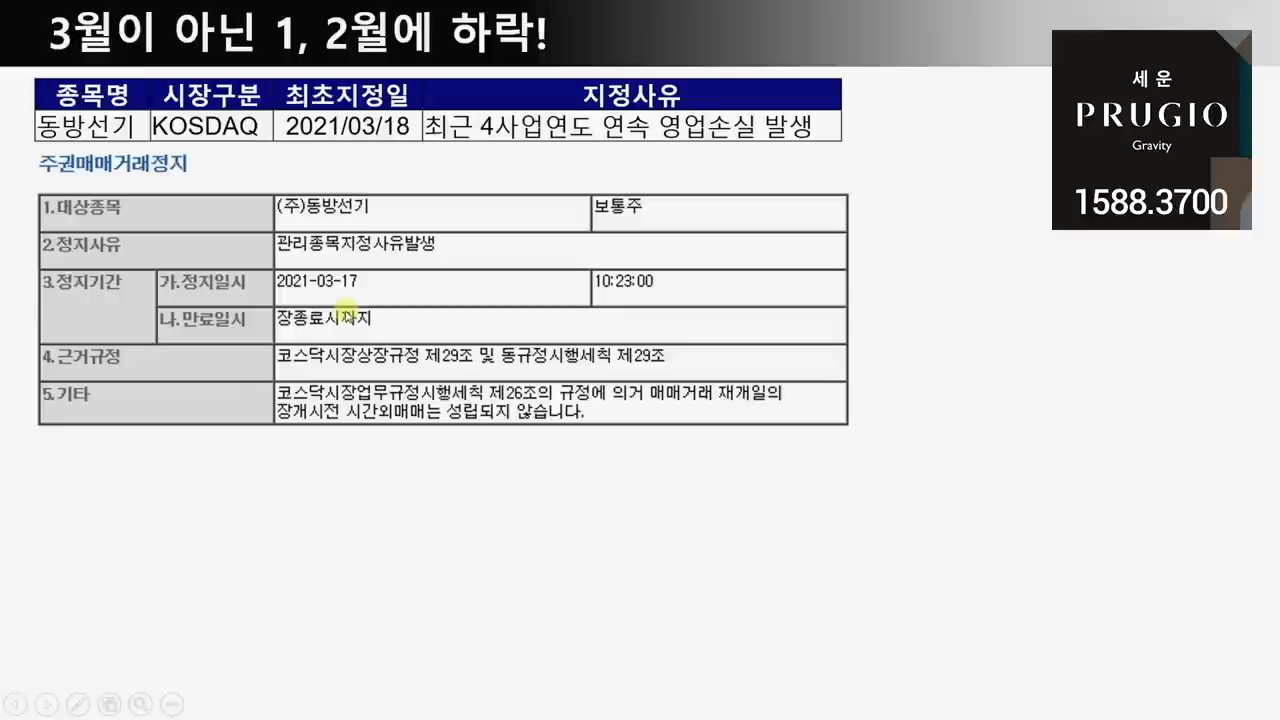 3월이 아닌 1, 2월에 하락!
종목명 시장구분 최초지정일 지정사유
동방선기 KOSDAQ 2021/03/18 최근 4사업연도 연속 영업손실 발생
주권매매거래정지
1.대상종목 (주)동방선기 보통주
2.정지사유 관리종목지정사유발생
3.정지기간 가.정지일시 2021-03-17 10:23:00
나.만료일시 장종료시까지
4.근거규정 코스닥시장상장규정 제29조 및 동규정시행세칙 제29조
5.기타 코스닥시장업무규정시행세칙 제26조의 규정에 의거 매매거래 재개일의
장개시전 시간외매매는 성립되지 않습니다.
세운
PRUGIO
Gravity
1588.3700